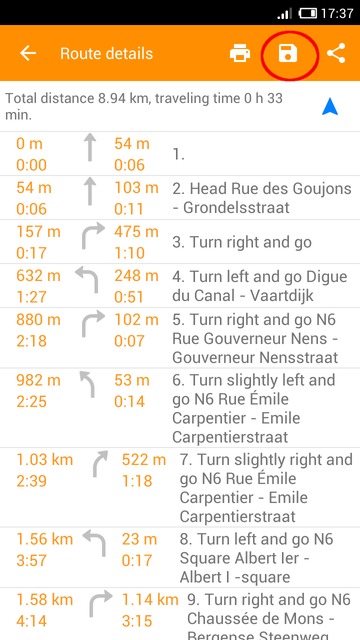 17:37
Route details
Total distance 8.94 km, traveling time 0 h 33
min.
0 m 54 m
0:00 0:06
1.
54 m 103 m
0:06 0:11
2. Head Rue des Goujons
- Grondelsstraat
157 m 475 m
0:17 1:10
3. Turn right and go
632 m 248 m
1:27 0:51
4. Turn left and go Digue
du Canal - Vaartdijk
880 m 102 m
2:18 0:07
5. Turn right and go N6
Rue Gouverneur Nens -
Gouverneur Nensstraat
982 m 53 m
2:25 0:14
6. Turn slightly left and
go N6 Rue Émile
Carpentier - Emile
Carpentierstraat
1.03 km 522 m
2:39 1:18
7. Turn slightly right and
go N6 Rue Émile
Carpentier - Emile
Carpentierstraat
1.56 km 23 m
3:57 0:17
8. Turn left and go N6
Square Albert Ier -
Albert I -square
1.58 km 1.14 km
4:14 3:15
9. Turn right and go N6
Chaussée de Mons -
Bergense Steenweg